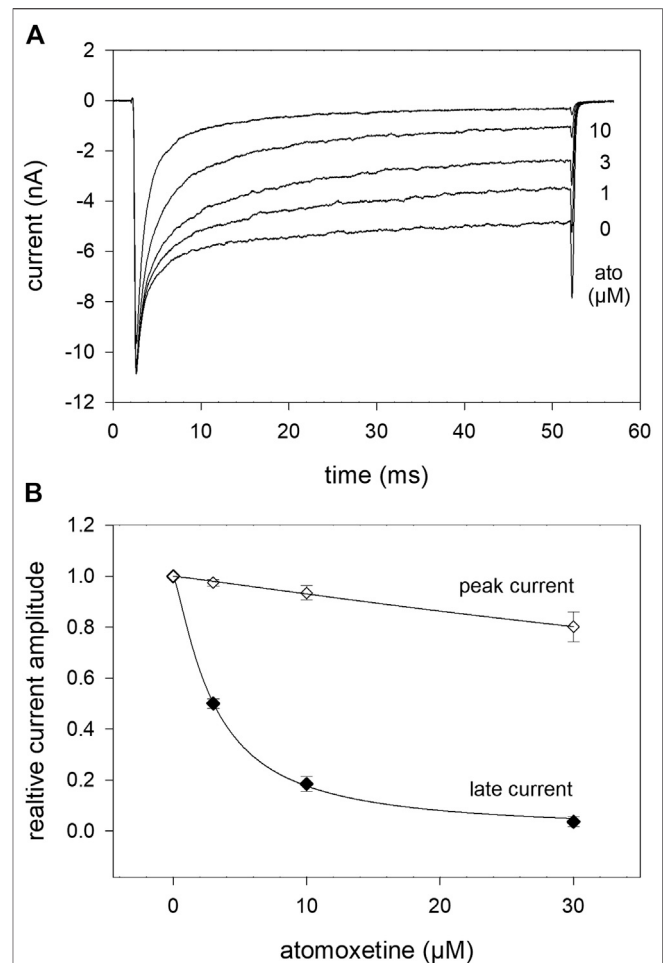 A
2
0
-2
-4
-6
-8
-10
-12
current (nA)
10
3
1
0
ato
(µM)
0 10 20 30 40 50 60
time (ms)
B
1.2
1.0
0.8
0.6
0.4
0.2
0.0
realtive current amplitude
peak current
late current
0 10 20 30
atomoxetine (µM)